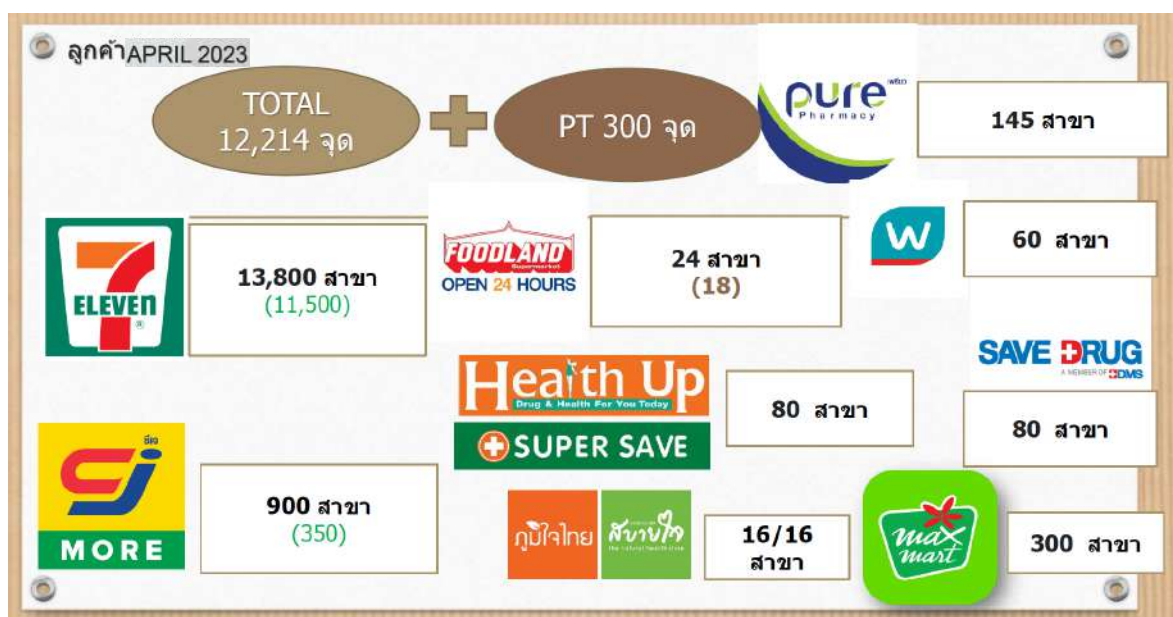 ลูกค้าAPRIL 2023
TOTAL
12,214 จุด
PT 300 จุด
pure เพียว
Pharmacy
145 สาขา
7
ELEVEn
®
13,800 สาขา
(11,500)
FOODLAND
Supermarket
OPEN 24 HOURS
24 สาขา
(18)
W
60 สาขา
SAVE DRUG
A MEMBER OF BDMS
80 สาขา
Health Up
Drug & Health For You Today
SUPER SAVE
80 สาขา
ซีเจ
CJ
MORE
900 สาขา
(350)
ภูมิใจไทย
สบายใจ
16/16
สาขา
max
mart
300 สาขา